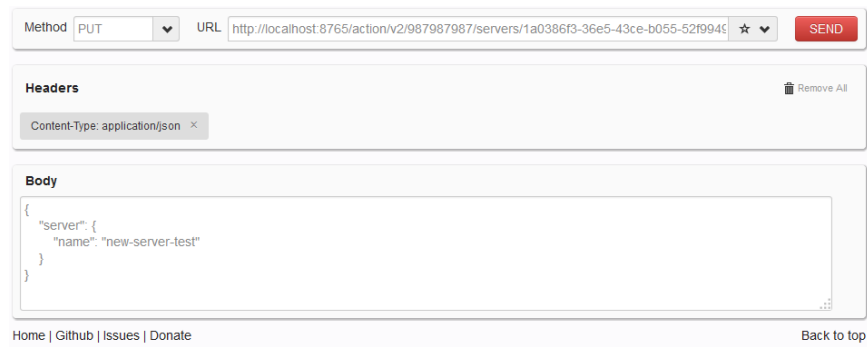 Method PUT URL http://localhost:8765/action/v2/987987987/servers/1a0386f3-36e5-43ce-b055-52f9949 SEND
Headers Remove All
Content-Type: application/json ×
Body
{
"server": {
"name": "new-server-test"
}
}
Home | Github | Issues | Donate Back to top